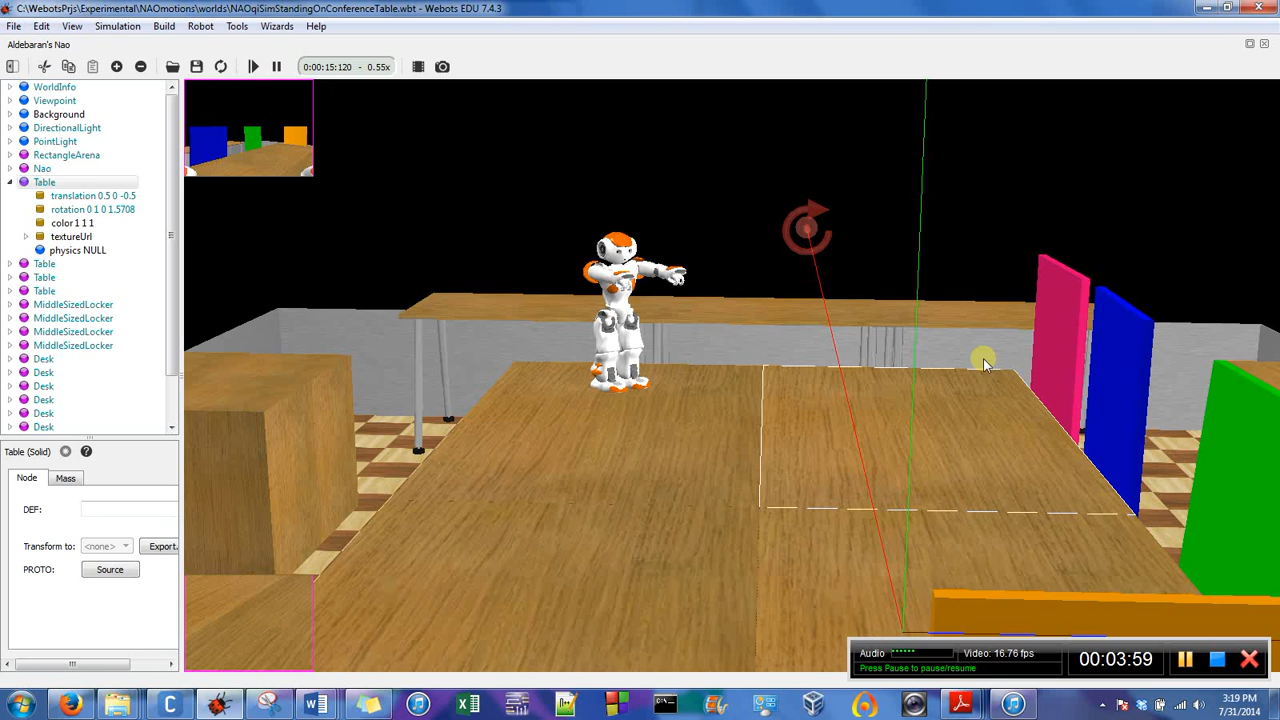 C:\WebotsPrjs\Experimental\NAOmotions\worlds\NAOqiSimStandingOnConferenceTable.wbt - Webots EDU 7.4.3
File Edit View Simulation Build Robot Tools Wizards Help
Aldebaran's Nao
0:00:15:120 - 0.55x
WorldInfo
Viewpoint
Background
DirectionalLight
PointLight
RectangleArena
Nao
Table
translation 0.5 0 -0.5
rotation 0 1 0 1.5708
color 1 1 1
textureUrl
physics NULL
Table
Table
Table
MiddleSizedLocker
MiddleSizedLocker
MiddleSizedLocker
MiddleSizedLocker
Desk
Desk
Desk
Desk
Desk
Desk
Table (Solid)
Node Mass
DEF:
Transform to: <none> Export.
PROTO: Source
Audio Video: 16.76 fps
Press Pause to pause/resume
00:03:59
3:19 PM
7/31/2014